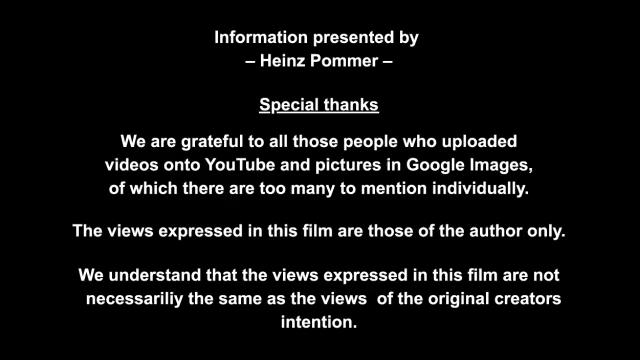 Information presented by
– Heinz Pommer –
Special thanks
We are grateful to all those people who uploaded
videos onto YouTube and pictures in Google Images,
of which there are too many to mention individually.
The views expressed in this film are those of the author only.
We understand that the views expressed in this film are not
necessariliy the same as the views of the original creators
intention.